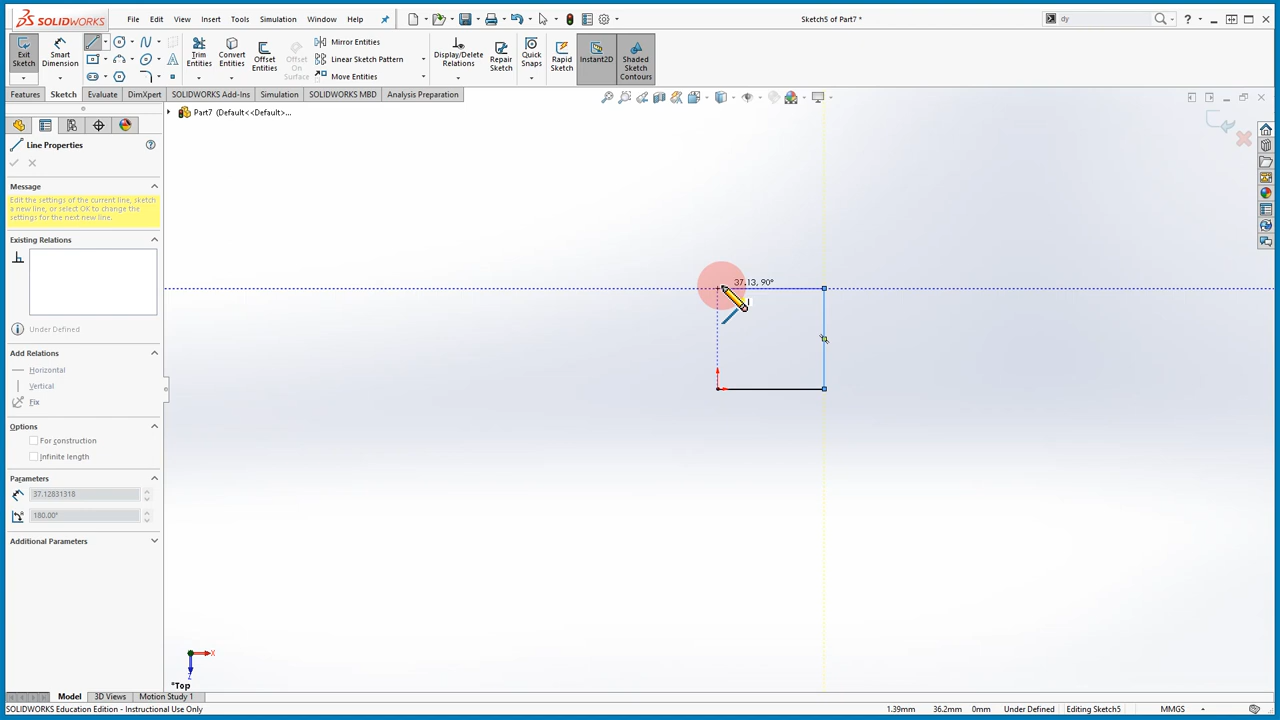 SOLIDWORKS File Edit View Insert Tools Simulation Window Help Sketch5 of Part7 * dy
Exit Sketch
Smart Dimension
Trim Entities
Convert Entities
Offset Entities
Offset On Surface
Mirror Entities
Linear Sketch Pattern
Move Entities
Display/Delete Relations
Repair Sketch
Quick Snaps
Rapid Sketch
Instant2D
Shaded Sketch Contours
Features Sketch Evaluate DimXpert SOLIDWORKS Add-Ins Simulation SOLIDWORKS MBD Analysis Preparation
Part7 (Default<<Default>...
Line Properties
Message
Edit the settings of the current line, sketch
a new line, or select OK to change the
settings for the next new line.
Existing Relations
37.13, 90°
Under Defined
Add Relations
Horizontal
Vertical
Fix
Options
For construction
Infinite length
Parameters
37.12831318
180.00°
Additional Parameters
X
Z
*Top
Model 3D Views Motion Study 1
SOLIDWORKS Education Edition - Instructional Use Only 1.39mm 36.2mm 0mm Under Defined Editing Sketch5 MMGS